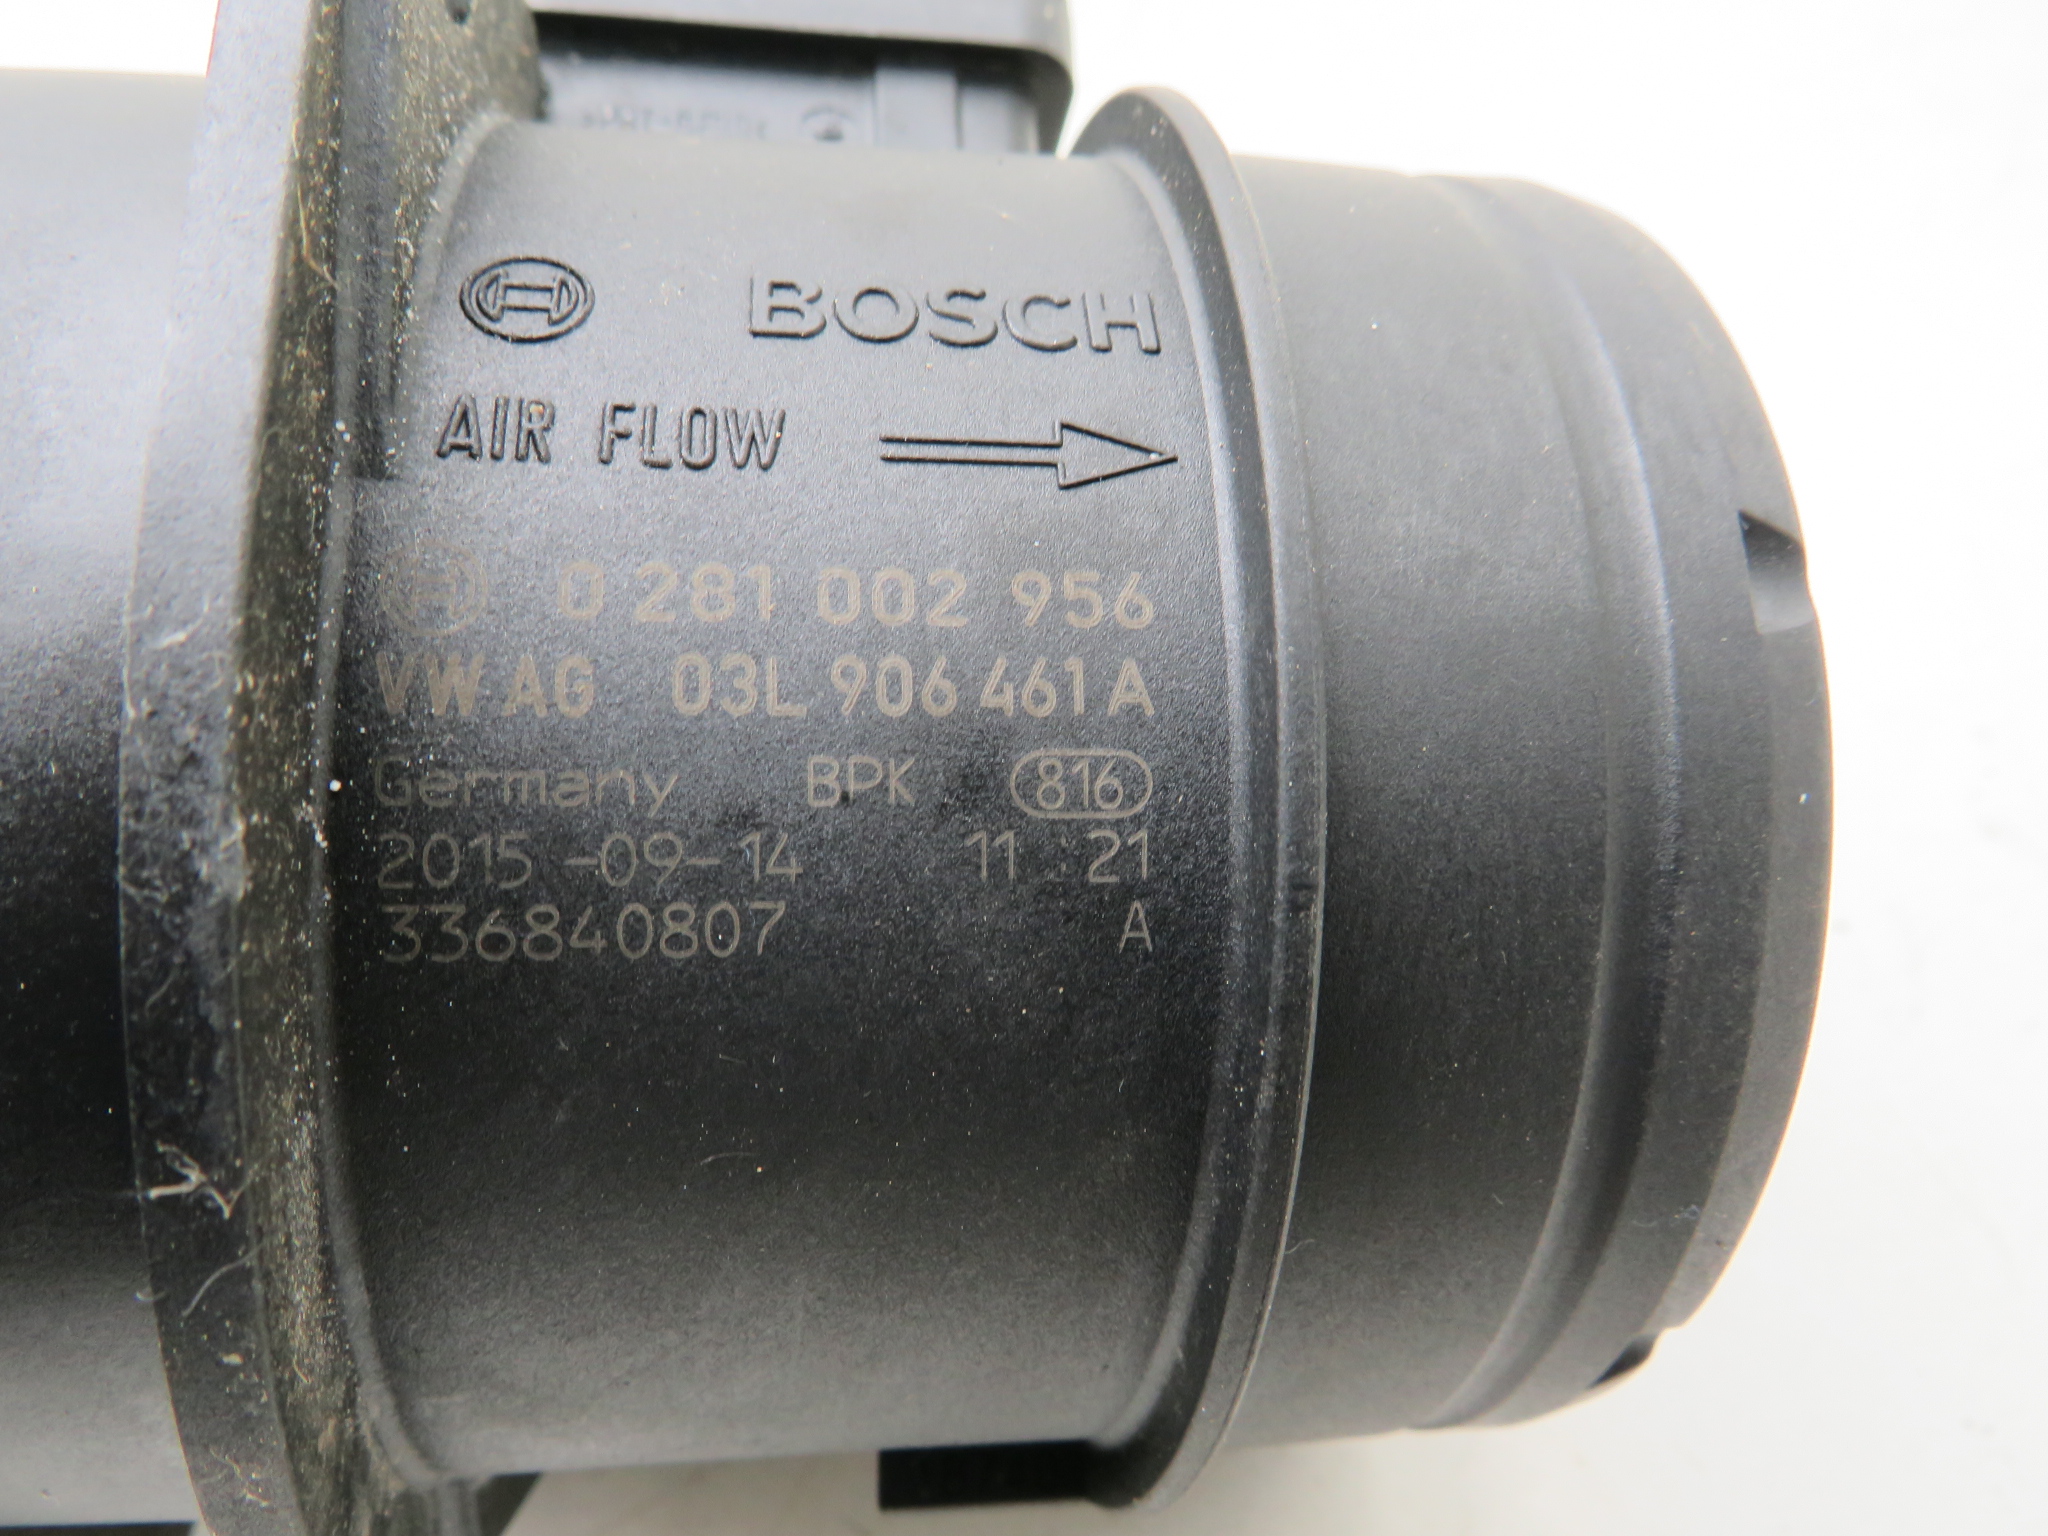 BOSCH
AIR FLOW
0 281 002 956
VW AG 03L 906 461 A
Germany BPK 816
2015-09-14 11:21
336840807 A